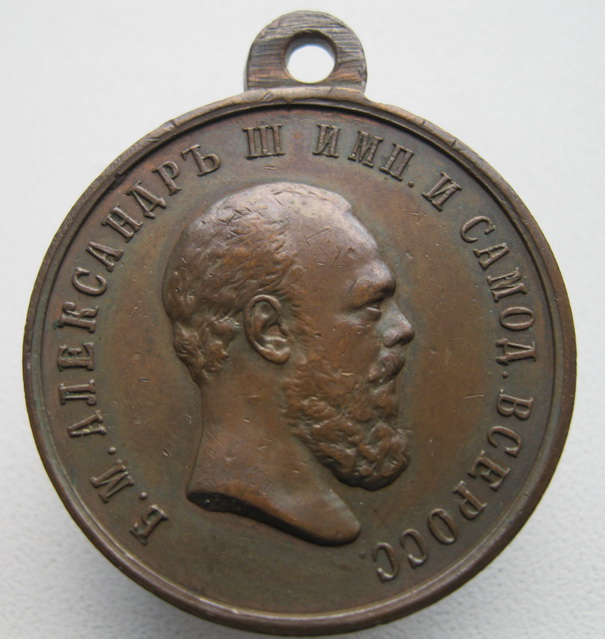 Б. М. АЛЕКСАНДРЪ III ИМП. И САМОД. ВСЕРОСС.